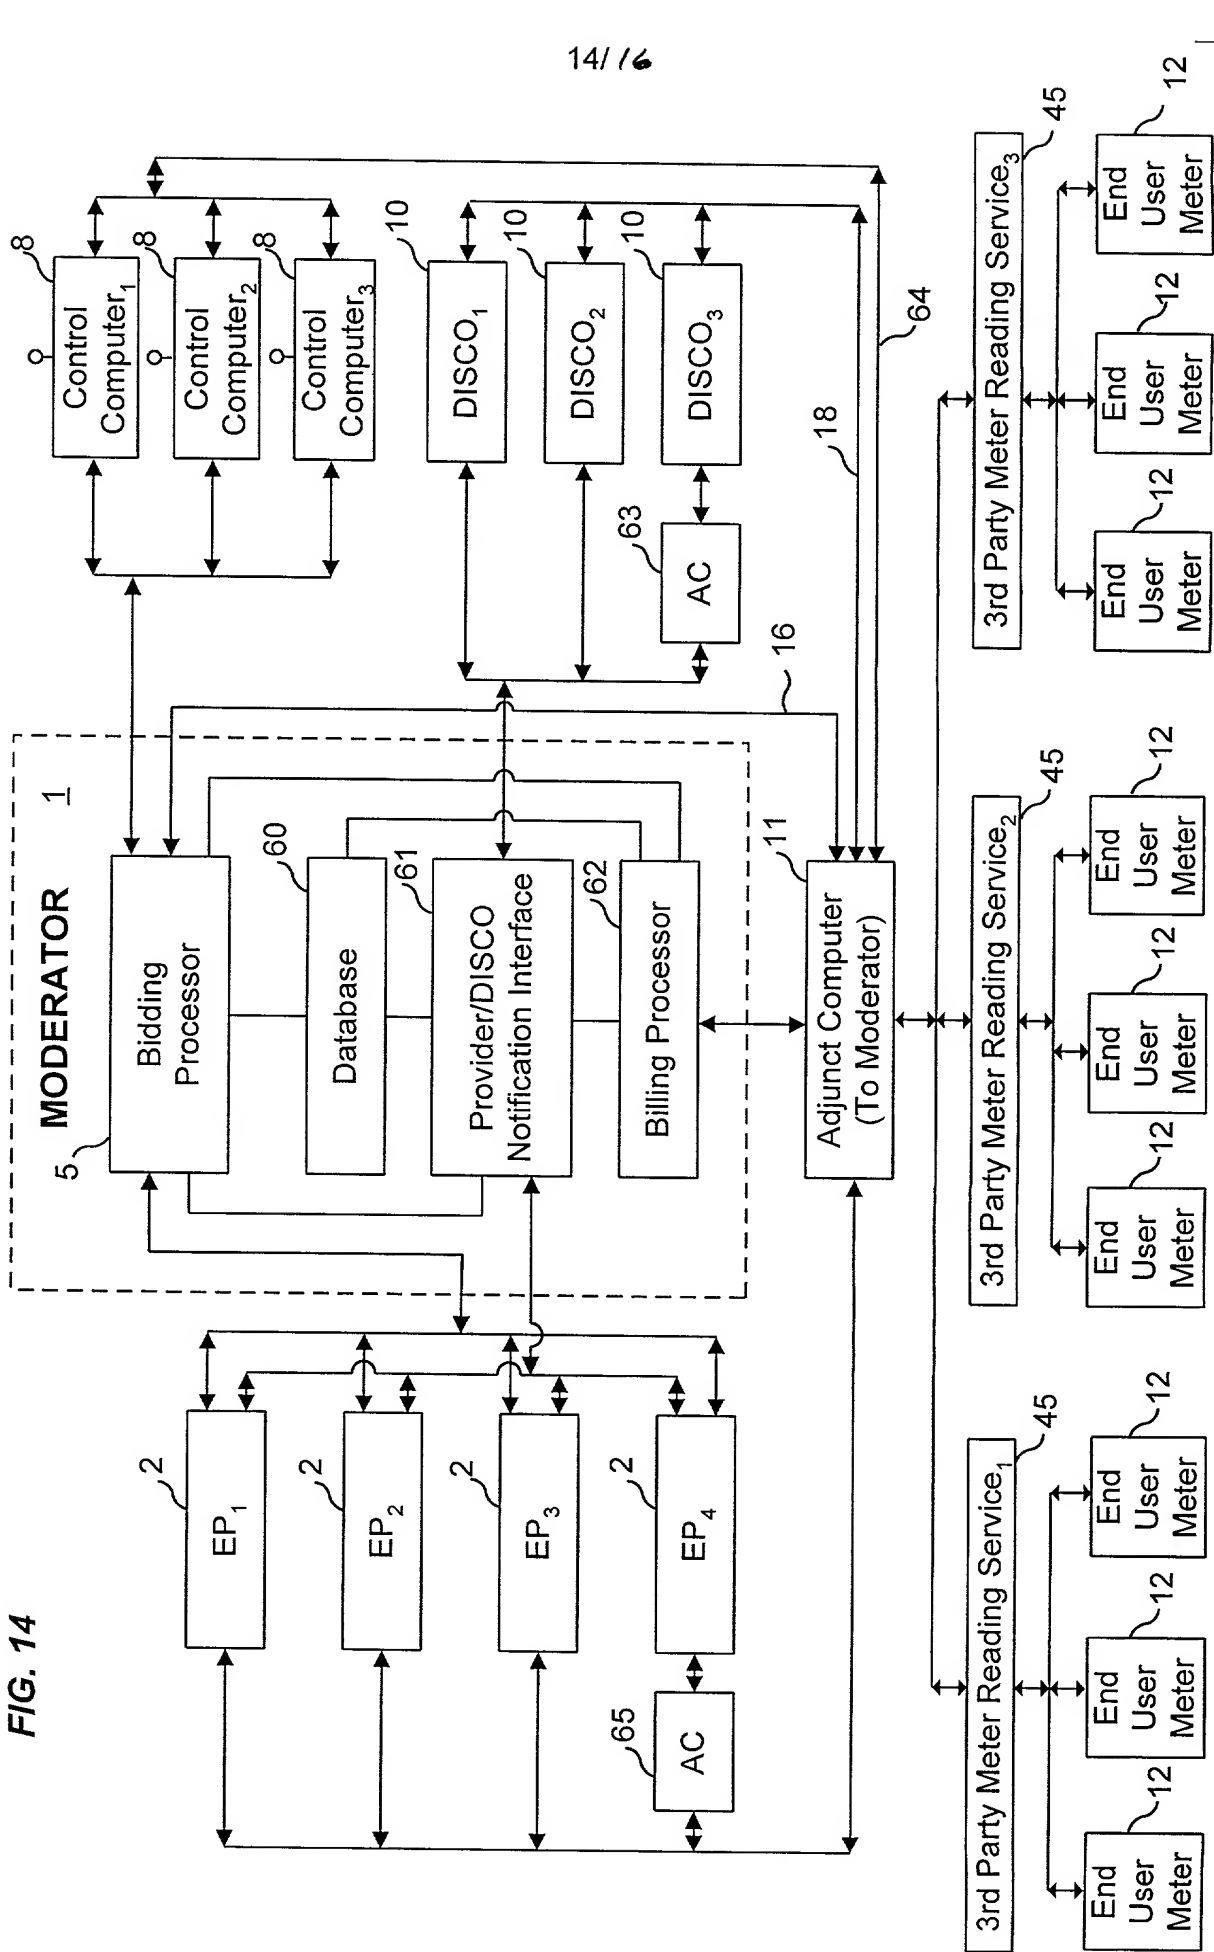 14/16
FIG. 14
MODERATOR
1
5
Bidding
Processor
60
Database
61
Provider/DISCO
Notification Interface
62
Billing Processor
2
EP1
2
EP2
2
EP3
2
EP4
65
AC
8
Control
Computer1
8
Control
Computer2
8
Control
Computer3
10
DISCO1
10
DISCO2
10
DISCO3
63
AC
16
18
64
11
Adjunct Computer
(To Moderator)
3rd Party Meter Reading Service1
45
End
User
Meter
12
End
User
Meter
12
End
User
Meter
12
3rd Party Meter Reading Service2
45
End
User
Meter
12
End
User
Meter
12
End
User
Meter
12
3rd Party Meter Reading Service3
45
End
User
Meter
12
End
User
Meter
12
End
User
Meter
12